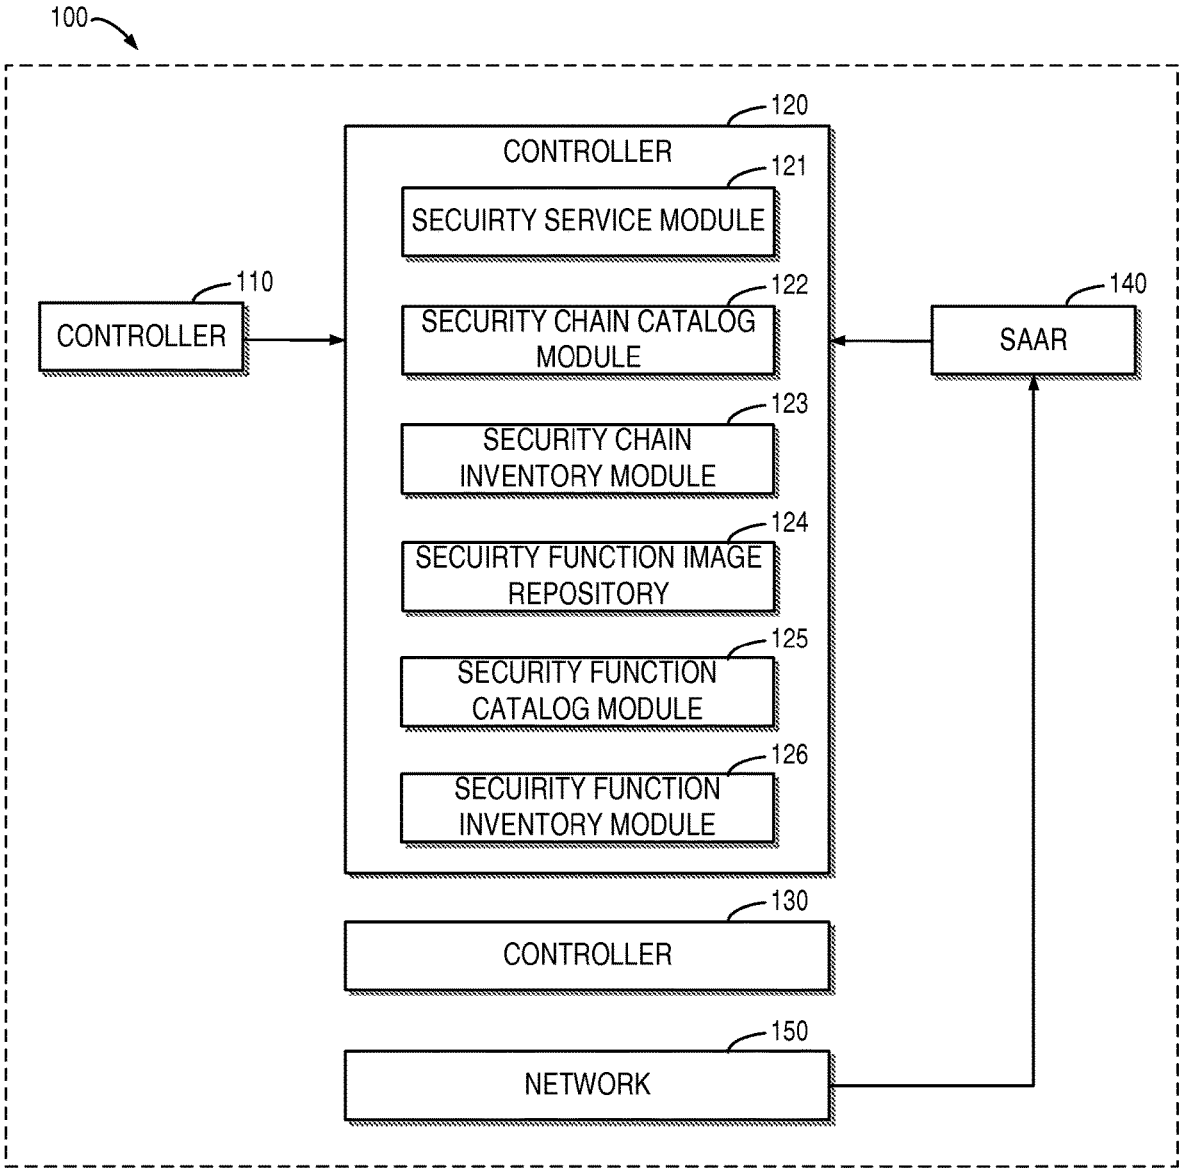 100
120
CONTROLLER
121
SECUIRTY SERVICE MODULE
110
CONTROLLER
122
SECURITY CHAIN CATALOG
MODULE
140
SAAR
123
SECURITY CHAIN
INVENTORY MODULE
124
SECUIRTY FUNCTION IMAGE
REPOSITORY
125
SECURITY FUNCTION
CATALOG MODULE
126
SECUIRITY FUNCTION
INVENTORY MODULE
130
CONTROLLER
150
NETWORK